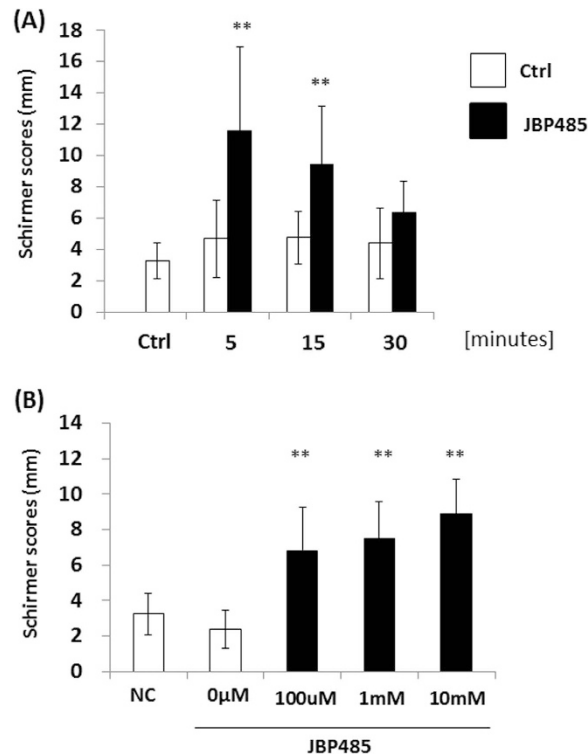 (A)
Schirmer scores (mm)
18
16
14
12
10
8
6
4
2
0
** **
Ctrl 5 15 30 [minutes]
Ctrl
JBP485
(B)
Schirmer scores (mm)
14
12
10
8
6
4
2
0
** ** **
NC 0µM 100uM 1mM 10mM
JBP485